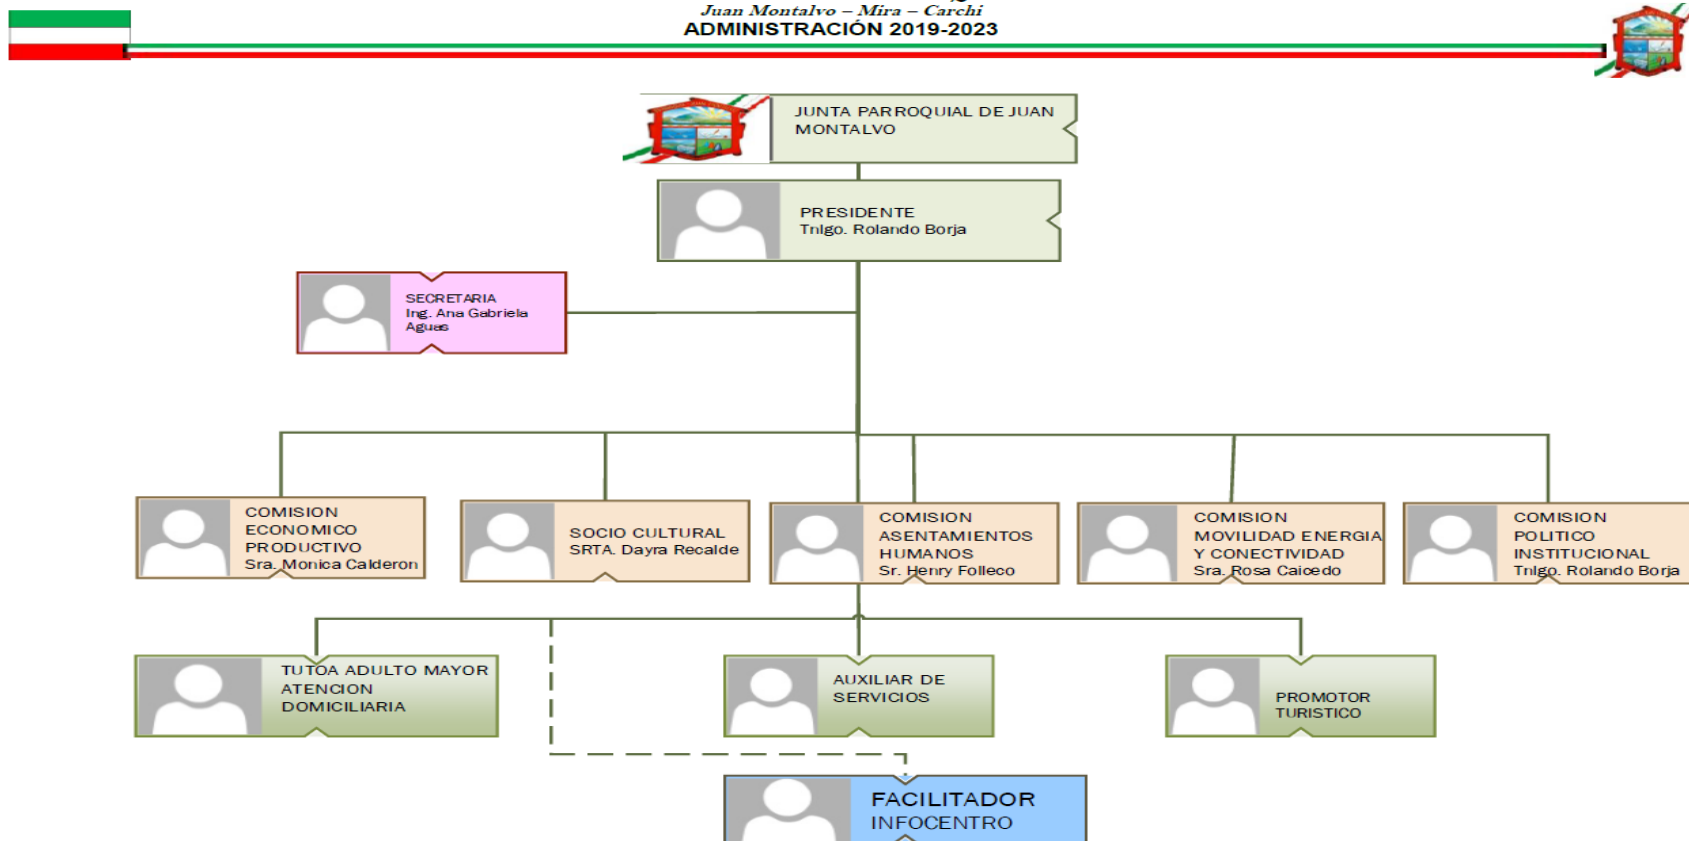 Juan Montalvo – Mira – Carchi
ADMINISTRACIÓN 2019-2023
JUNTA PARROQUIAL DE JUAN
MONTALVO
PRESIDENTE
Tnlgo. Rolando Borja
SECRETARIA
Ing. Ana Gabriela
Aguas
COMISION
ECONOMICO
PRODUCTIVO
Sra. Monica Calderon
SOCIO CULTURAL
SRTA. Dayra Recalde
COMISION
ASENTAMIENTOS
HUMANOS
Sr. Henry Folleco
COMISION
MOVILIDAD ENERGIA
Y CONECTIVIDAD
Sra. Rosa Caicedo
COMISION
POLITICO
INSTITUCIONAL
Tnlgo. Rolando Borja
TUTOA ADULTO MAYOR
ATENCION
DOMICILIARIA
AUXILIAR DE
SERVICIOS
PROMOTOR
TURISTICO
FACILITADOR
INFOCENTRO